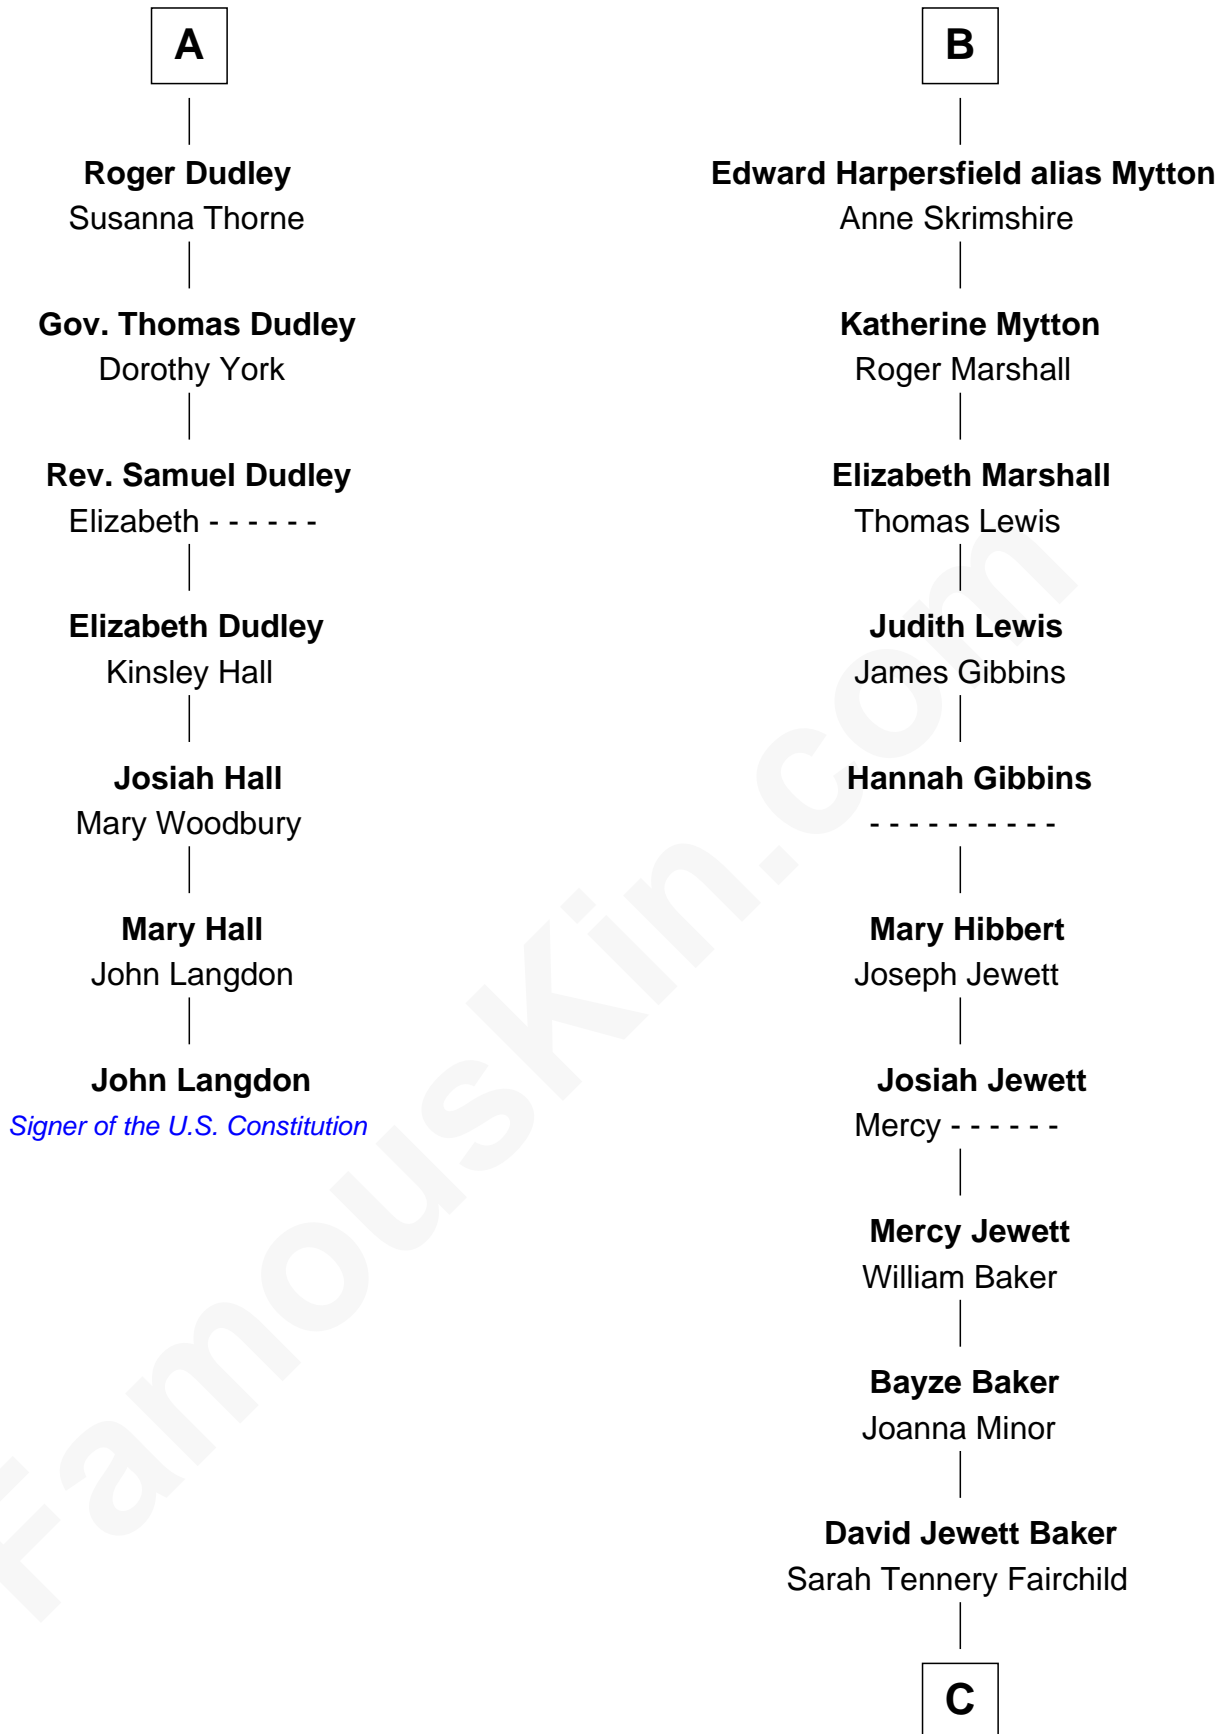 A
Roger Dudley
Susanna Thorne
Gov. Thomas Dudley
Dorothy York
Rev. Samuel Dudley
Elizabeth - - - - - -
Elizabeth Dudley
Kinsley Hall
Josiah Hall
Mary Woodbury
Mary Hall
John Langdon
John Langdon
Signer of the U.S. Constitution
B
Edward Harpersfield alias Mytton
Anne Skrimshire
Katherine Mytton
Roger Marshall
Elizabeth Marshall
Thomas Lewis
Judith Lewis
James Gibbins
Hannah Gibbins
- - - - - - - - - -
Mary Hibbert
Joseph Jewett
Josiah Jewett
Mercy - - - - - -
Mercy Jewett
William Baker
Bayze Baker
Joanna Minor
David Jewett Baker
Sarah Tennery Fairchild
C
FamousKin.com